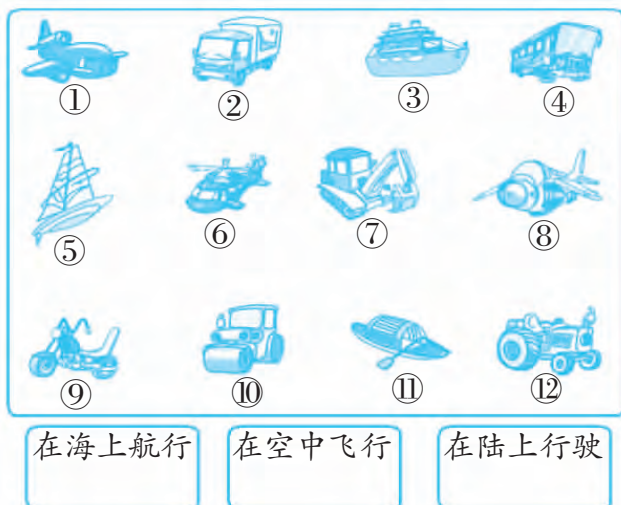 ① ② ③ ④
⑤ ⑥ ⑦ ⑧
⑨ ⑩ ⑪ ⑫
在海上航行 在空中飞行 在陆上行驶